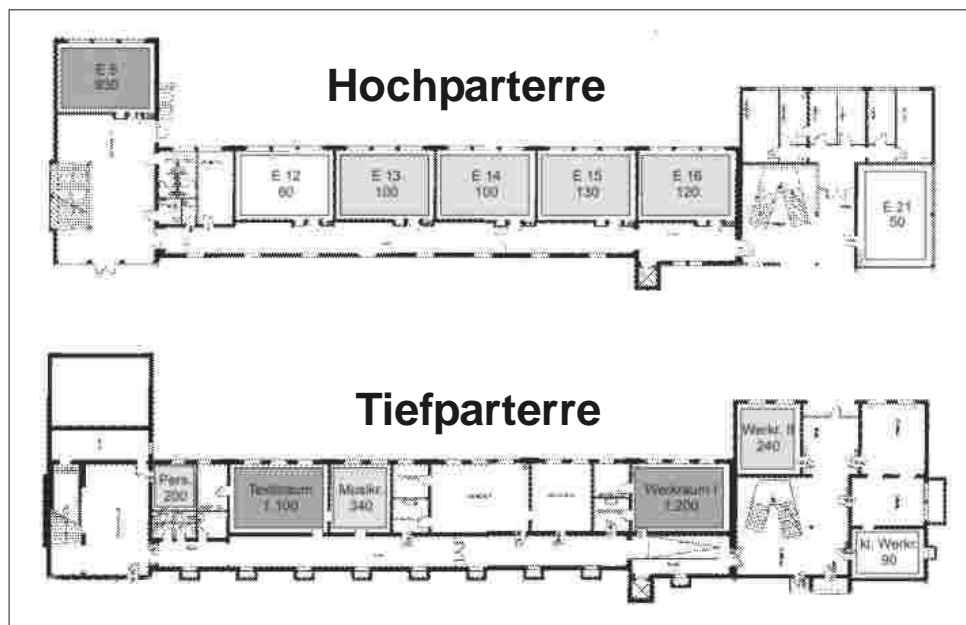 Hochparterre
E 12
60
E 13
100
E 14
100
E 15
130
E 16
120
E 21
50
Tiefparterre
Pers.
200
Textilraum
1.100
Musikr.
340
Werkraum I
1.200
Werkr. II
240
kl. Werkr.
90